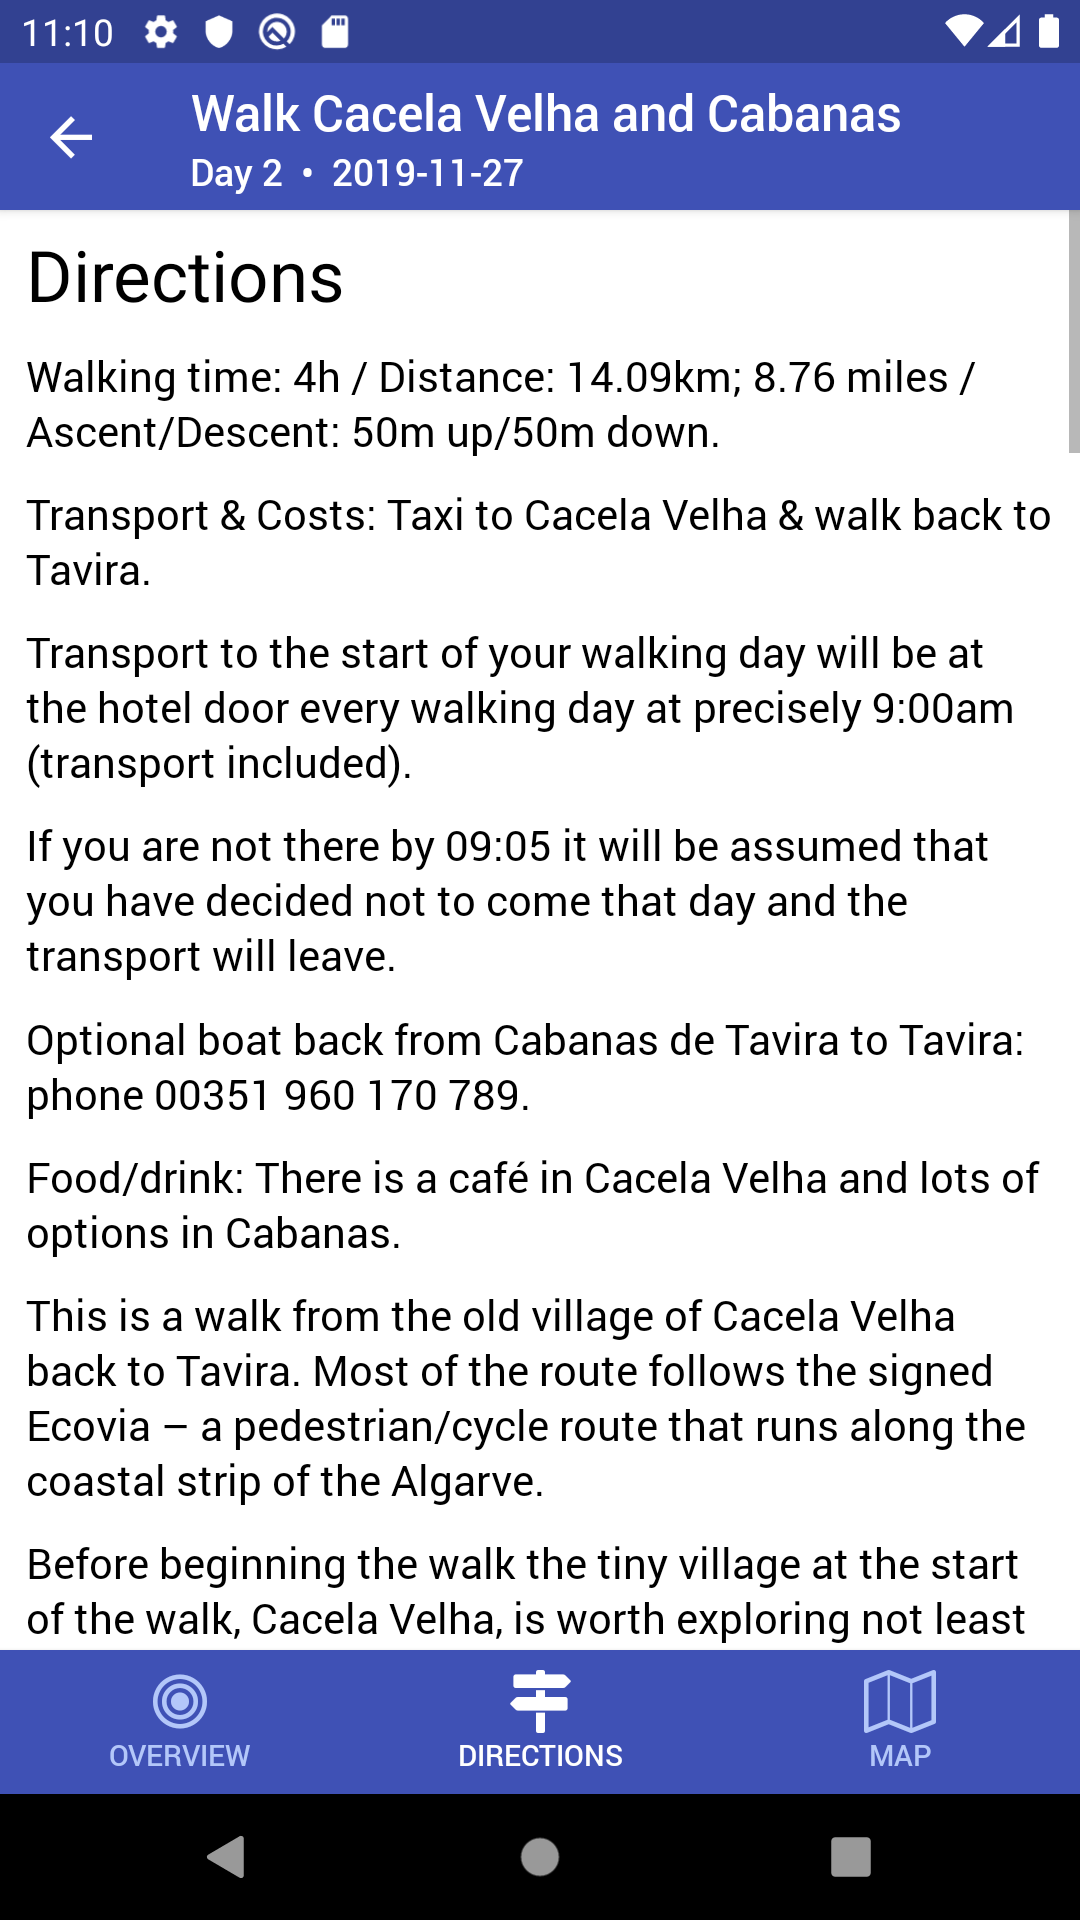 11:10
Walk Cacela Velha and Cabanas
Day 2 • 2019-11-27
Directions
Walking time: 4h / Distance: 14.09km; 8.76 miles /
Ascent/Descent: 50m up/50m down.
Transport & Costs: Taxi to Cacela Velha & walk back to
Tavira.
Transport to the start of your walking day will be at
the hotel door every walking day at precisely 9:00am
(transport included).
If you are not there by 09:05 it will be assumed that
you have decided not to come that day and the
transport will leave.
Optional boat back from Cabanas de Tavira to Tavira:
phone 00351 960 170 789.
Food/drink: There is a café in Cacela Velha and lots of
options in Cabanas.
This is a walk from the old village of Cacela Velha
back to Tavira. Most of the route follows the signed
Ecovia – a pedestrian/cycle route that runs along the
coastal strip of the Algarve.
Before beginning the walk the tiny village at the start
of the walk, Cacela Velha, is worth exploring not least
OVERVIEW
DIRECTIONS
MAP